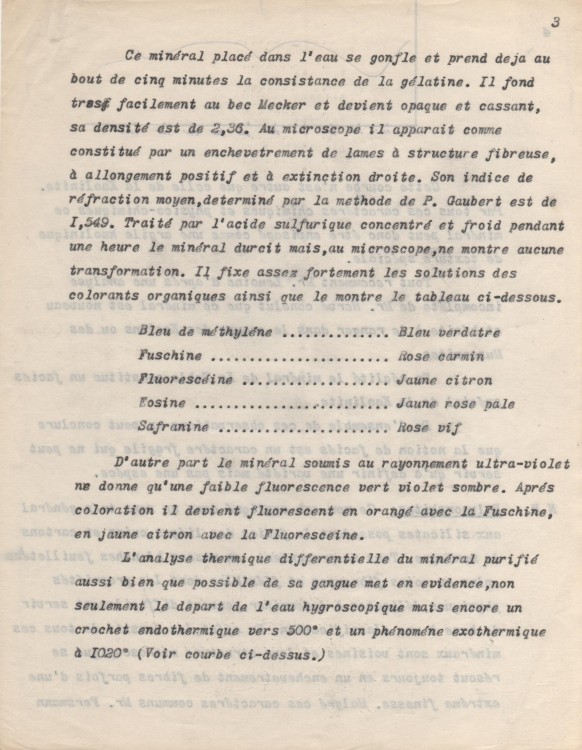 3
Ce minéral placé dans l'eau se gonfle et prend deja au
bout de cinq minutes la consistance de la gélatine. Il fond
tres facilement au bec Mecker et devient opaque et cassant,
sa densité est de 2,36. Au microscope il apparait comme
constitué par un enchevetrement de lames à structure fibreuse,
à allongement positif et à extinction droite. Son indice de
réfraction moyen,determiné par la methode de P. Gaubert est de
I,549. Traité par l'acide sulfurique concentré et froid pendant
une heure le minéral durcit mais,au microscope,ne montre aucune
transformation. Il fixe assez fortement les solutions des
colorants organiques ainsi que le montre le tableau ci-dessous.
Bleu de méthyléne .............. Bleu verdatre
Fuschine ....................... Rose carmin
Fluorescéine ................... Jaune citron
Eosine ......................... Jaune rose pale
Safranine ...................... Rose vif
D'autre part le minéral soumis au rayonnement ultra-violet
ne donne qu'une faible fluorescence vert violet sombre. Aprés
coloration il devient fluorescent en orangé avec la Fuschine,
en jaune citron avec la Fluoresceine.
L'analyse thermique differentielle du minéral purifié
aussi bien que possible de sa gangue met en evidence,non
seulement le depart de l'eau hygroscopique mais encore un
crochet endothermique vers 500° et un phénoméne exothermique
à I020° (Voir courbe ci-dessus.)